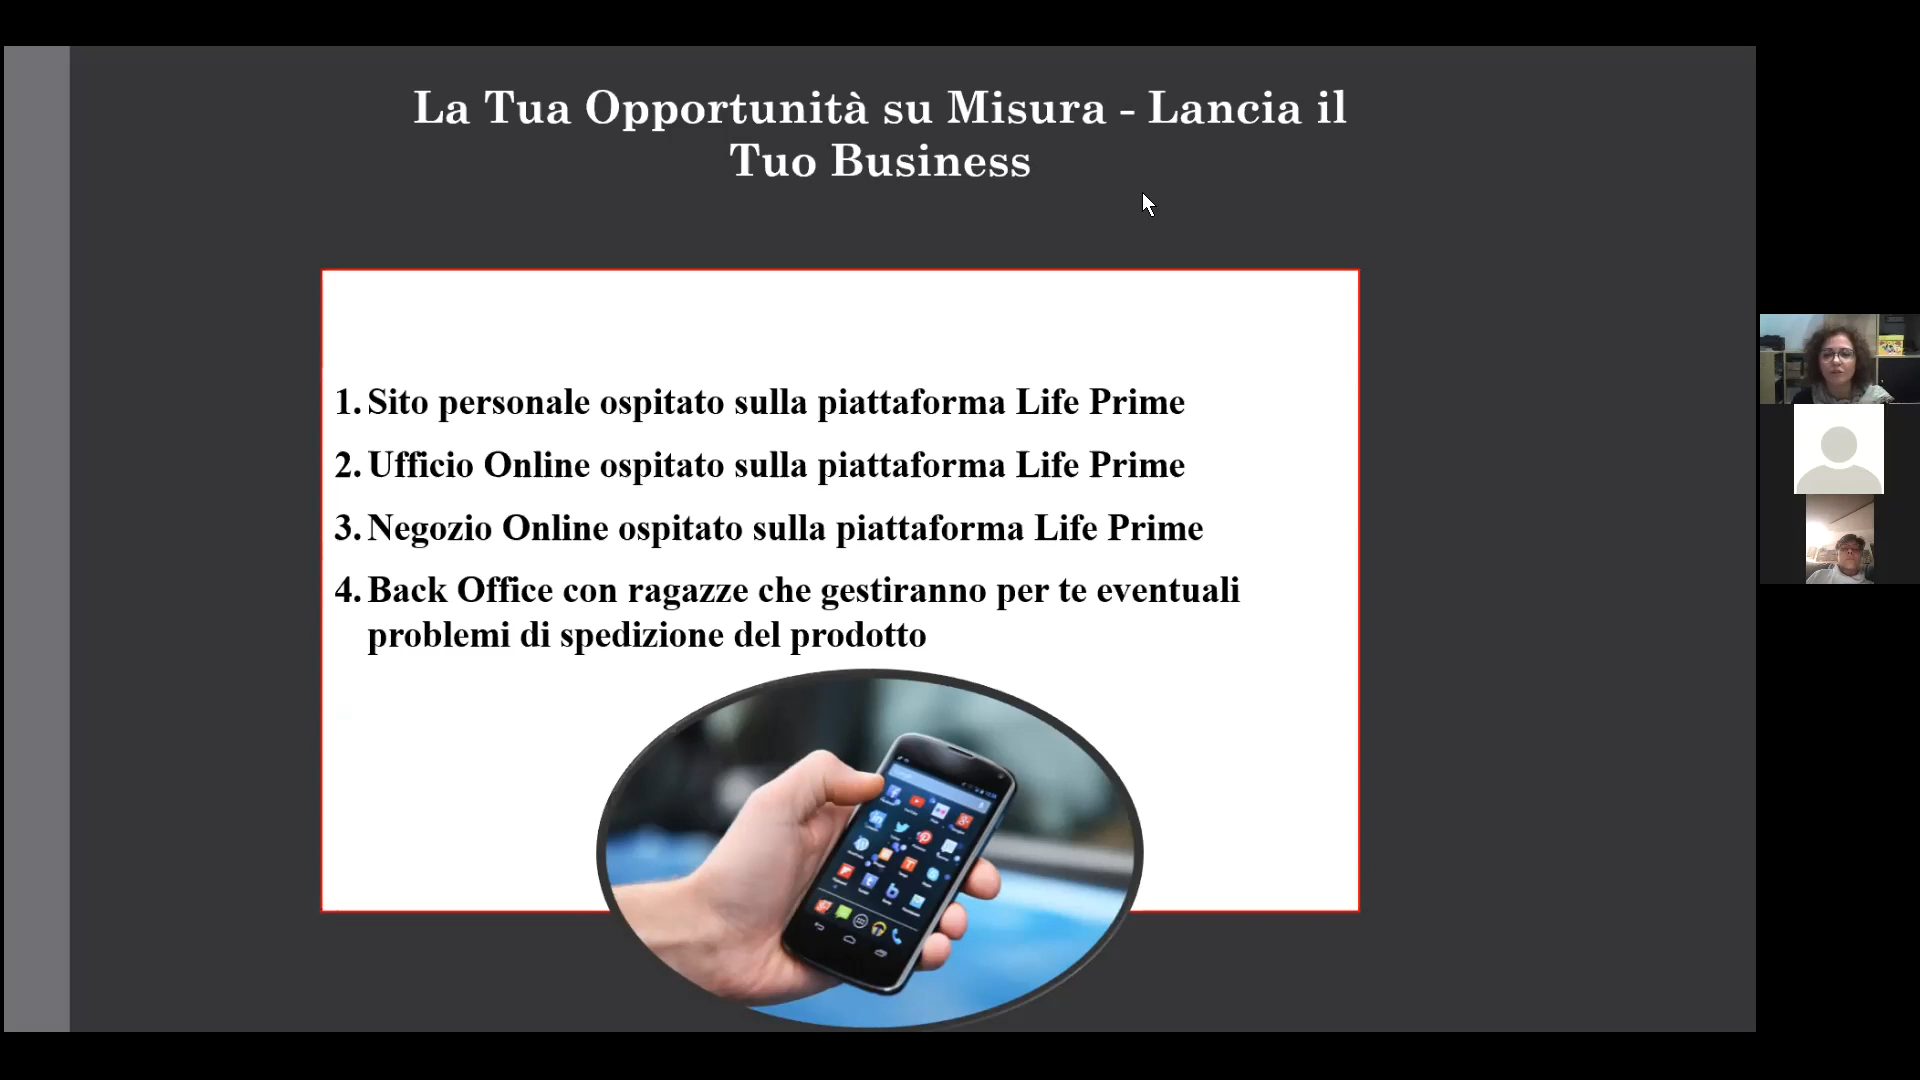 La Tua Opportunità su Misura - Lancia il
Tuo Business
1. Sito personale ospitato sulla piattaforma Life Prime
2. Ufficio Online ospitato sulla piattaforma Life Prime
3. Negozio Online ospitato sulla piattaforma Life Prime
4. Back Office con ragazze che gestiranno per te eventuali
problemi di spedizione del prodotto